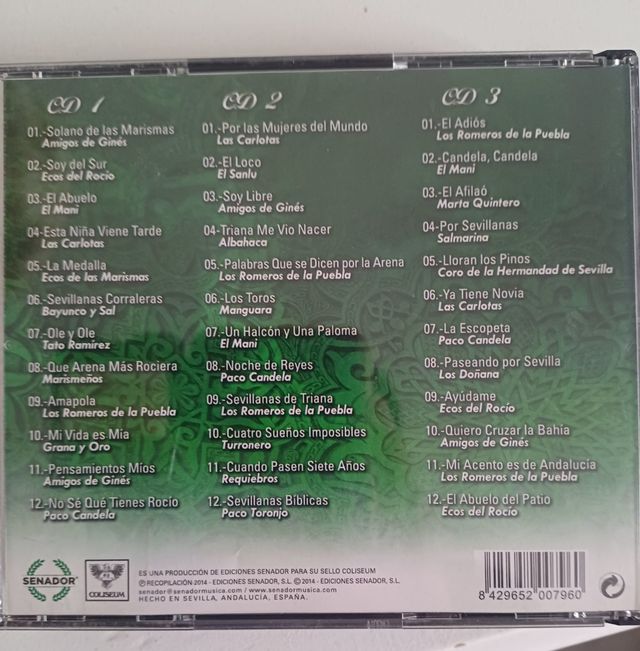 CD 1
01.-Solano de las Marismas
Amigos de Ginés
02.-Soy del Sur
Ecos del Rocío
03.-El Abuelo
El Mani
04-Esta Niña Viene Tarde
Las Carlotas
05.-La Medalla
Ecos de las Marismas
06.-Sevillanas Corraleras
Bayunco y Sal
07.-Ole y Ole
Tato Ramírez
08.-Que Arena Más Rociera
Marismeños
09.-Amapola
Los Romeros de la Puebla
10.-Mi Vida es Mía
Grana y Oro
11.-Pensamientos Míos
Amigos de Ginés
12.-No Sé Qué Tienes Rocío
Paco Candela
CD 2
01.-Por las Mujeres del Mundo
Las Carlotas
02.-El Loco
El Sanlu
03.-Soy Libre
Amigos de Ginés
04-Triana Me Vio Nacer
Albahaca
05.-Palabras Que se Dicen por la Arena
Los Romeros de la Puebla
06.-Los Toros
Manguara
07.-Un Halcón y Una Paloma
El Mani
08.-Noche de Reyes
Paco Candela
09.-Sevillanas de Triana
Los Romeros de la Puebla
10.-Cuatro Sueños Imposibles
Turronero
11.-Cuando Pasen Siete Años
Requiebros
12.-Sevillanas Bíblicas
Paco Toronjo
CD 3
01.-El Adiós
Los Romeros de la Puebla
02.-Candela, Candela
El Mani
03.-El Afilaó
Marta Quintero
04-Por Sevillanas
Salmarina
05.-Lloran los Pinos
Coro de la Hermandad de Sevilla
06.-Ya Tiene Novia
Las Carlotas
07.-La Escopeta
Paco Candela
08.-Paseando por Sevilla
Los Doñana
09.-Ayúdame
Ecos del Rocío
10.-Quiero Cruzar la Bahia
Amigos de Ginés
11.-Mi Acento es de Andalucía
Los Romeros de la Puebla
12.-El Abuelo del Patio
Ecos del Rocío
SENADOR
COLISEUM
ES UNA PRODUCCIÓN DE EDICIONES SENADOR PARA SU SELLO COLISEUM
℗ RECOPILACIÓN 2014 - EDICIONES SENADOR, S.L. © 2014 - EDICIONES SENADOR, S.L.
senador@senadormusica.com / www.senadormusica.com
HECHO EN SEVILLA, ANDALUCÍA, ESPAÑA.
8 429652 007960